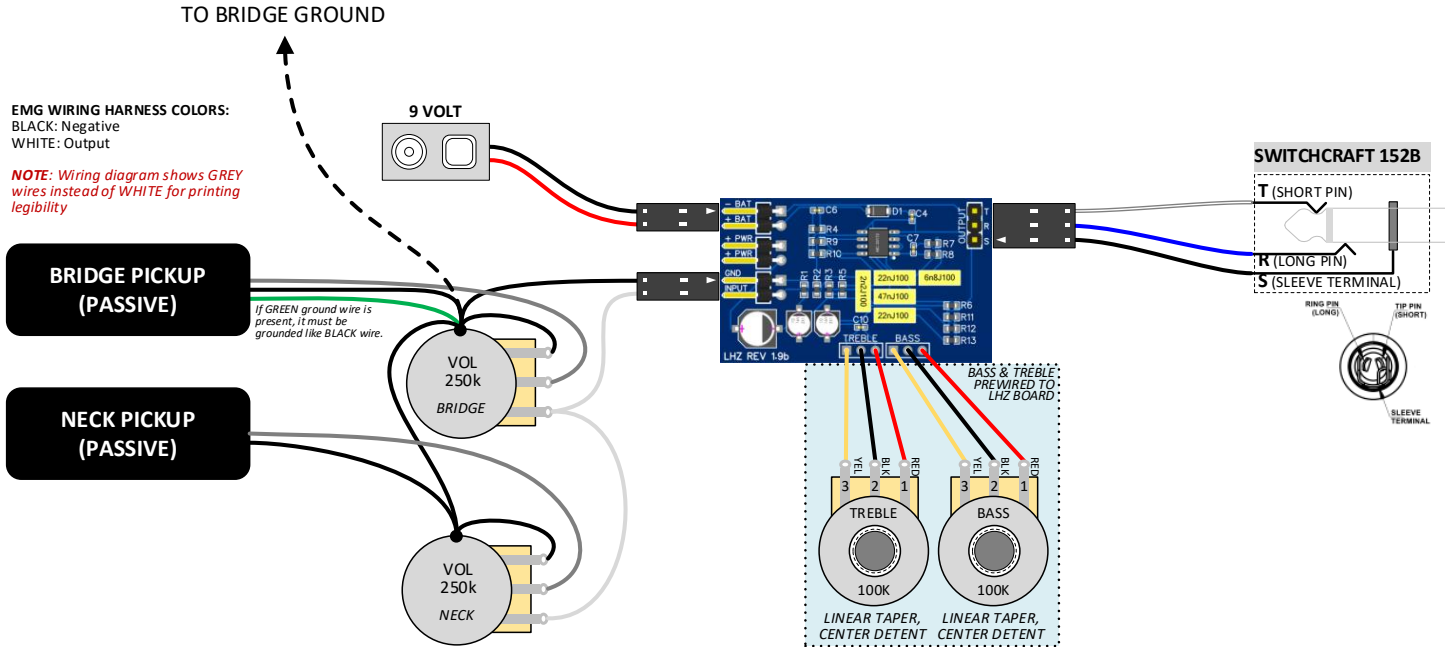 TO BRIDGE GROUND
EMG WIRING HARNESS COLORS:
BLACK: Negative
WHITE: Output
NOTE: Wiring diagram shows GREY
wires instead of WHITE for printing
legibility
9 VOLT
BRIDGE PICKUP
(PASSIVE)
If GREEN ground wire is
present, it must be
grounded like BLACK wire.
VOL
250k
BRIDGE
NECK PICKUP
(PASSIVE)
VOL
250k
NECK
- BAT
+ BAT
+ PWR
+ PWR
GND
INPUT
C6
D1
C4
R4
R9
R10
C7
R7
R8
OUTPUT
T
R
S
R1
R2
R3
R5
2n2J100
22nJ100
6n8J100
47nJ100
22nJ100
R6
R11
R12
R13
C10
TREBLE
BASS
LHZ REV 1.9b
BASS & TREBLE
PREWIRED TO
LHZ BOARD
YEL
BLK
RED
3
2
1
TREBLE
100K
LINEAR TAPER,
CENTER DETENT
YEL
BLK
RED
3
2
1
BASS
100K
LINEAR TAPER,
CENTER DETENT
SWITCHCRAFT 152B
T (SHORT PIN)
R (LONG PIN)
S (SLEEVE TERMINAL)
RING PIN
(LONG)
TIP PIN
(SHORT)
SLEEVE
TERMINAL